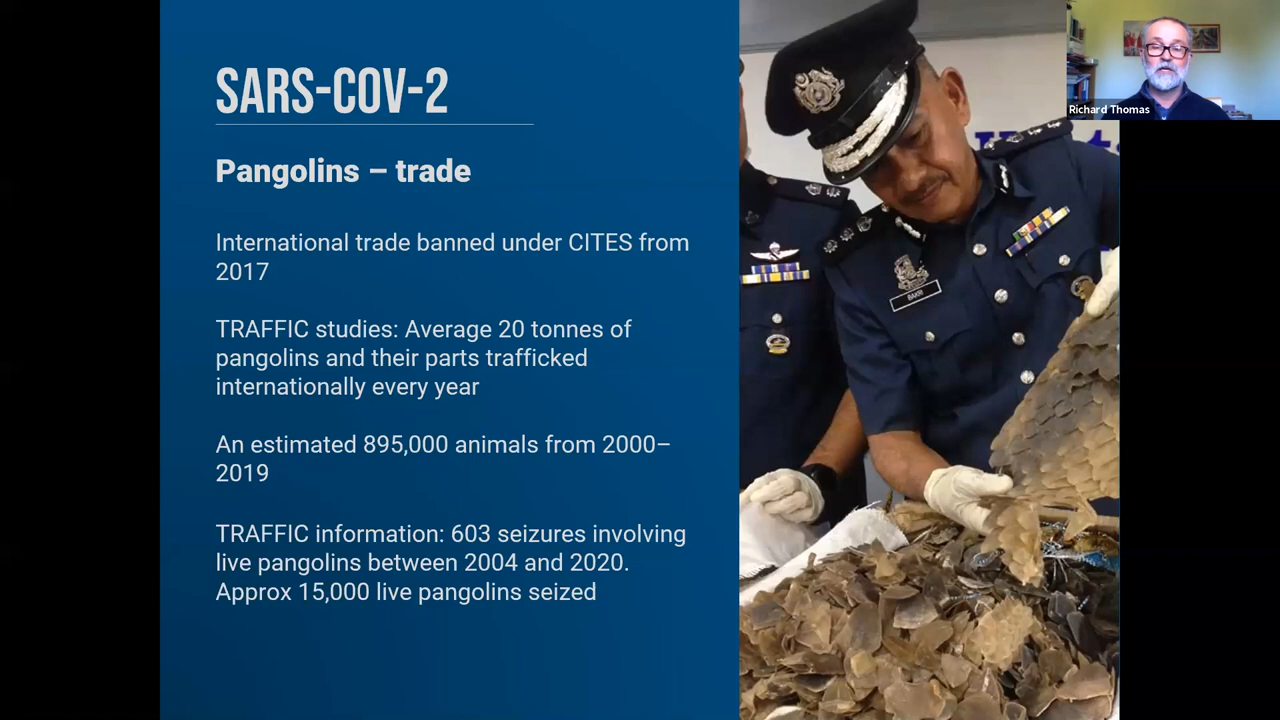 SARS-COV-2
Pangolins – trade
International trade banned under CITES from
2017
TRAFFIC studies: Average 20 tonnes of
pangolins and their parts trafficked
internationally every year
An estimated 895,000 animals from 2000–
2019
TRAFFIC information: 603 seizures involving
live pangolins between 2004 and 2020.
Approx 15,000 live pangolins seized
Richard Thomas
BAKRI